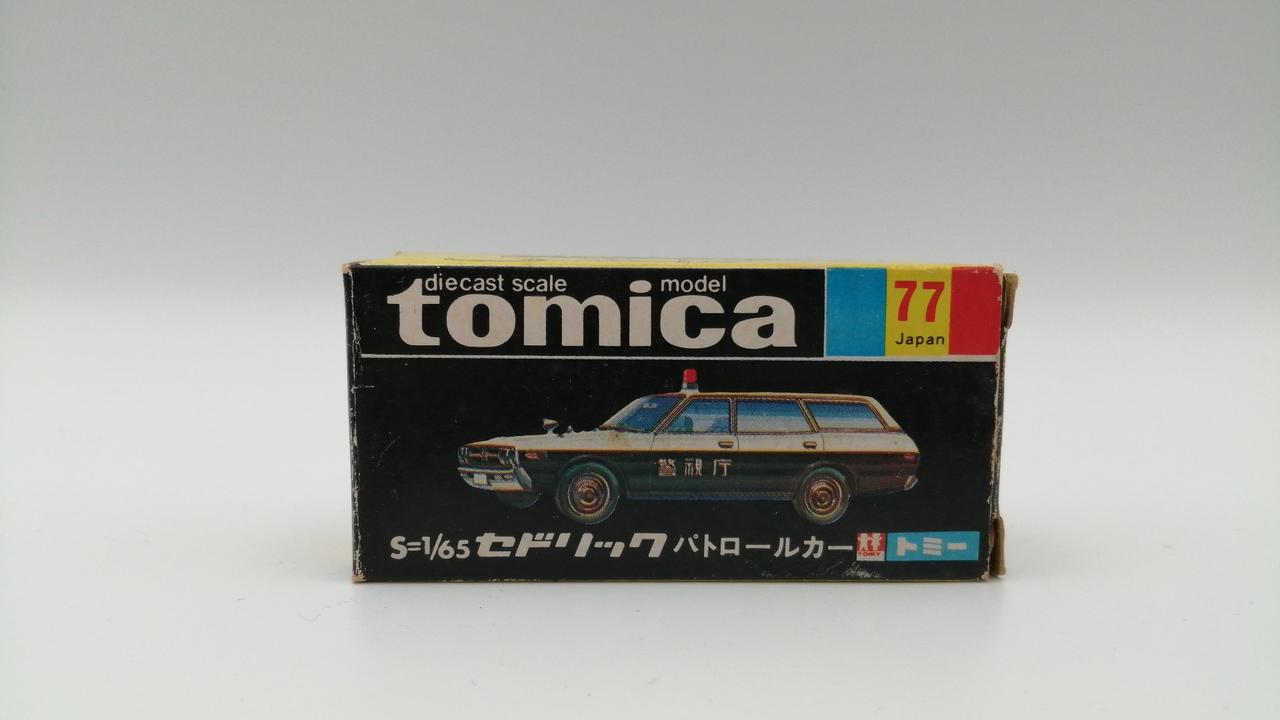 diecast scale model
tomica
77
Japan
警視庁
S=1/65 セドリック パトロールカー
TOMY
トミー